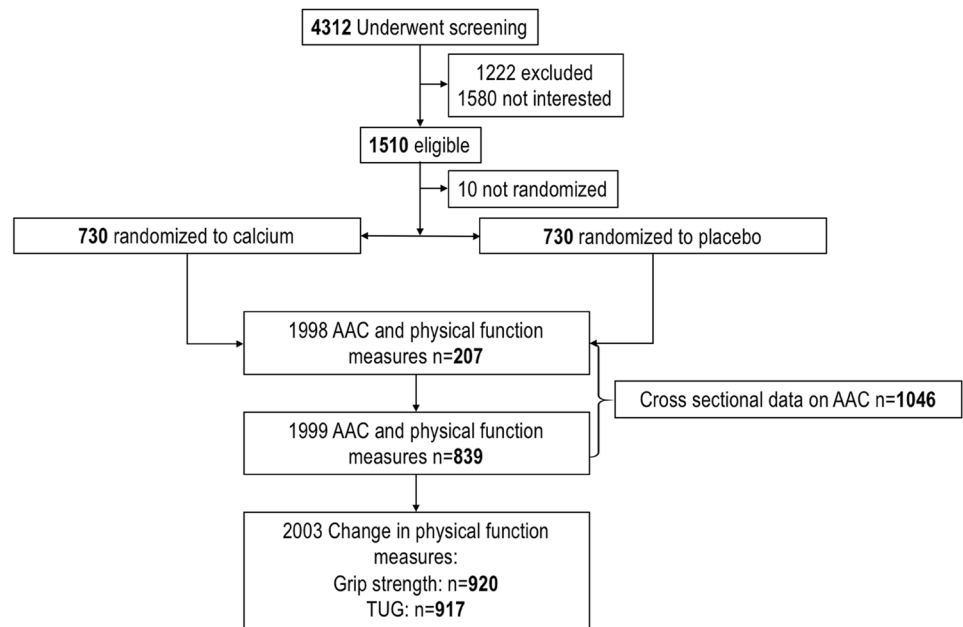 4312 Underwent screening
1222 excluded
1580 not interested
1510 eligible
10 not randomized
730 randomized to calcium
730 randomized to placebo
1998 AAC and physical function
measures n=207
Cross sectional data on AAC n=1046
1999 AAC and physical function
measures n=839
2003 Change in physical function
measures:
Grip strength: n=920
TUG: n=917